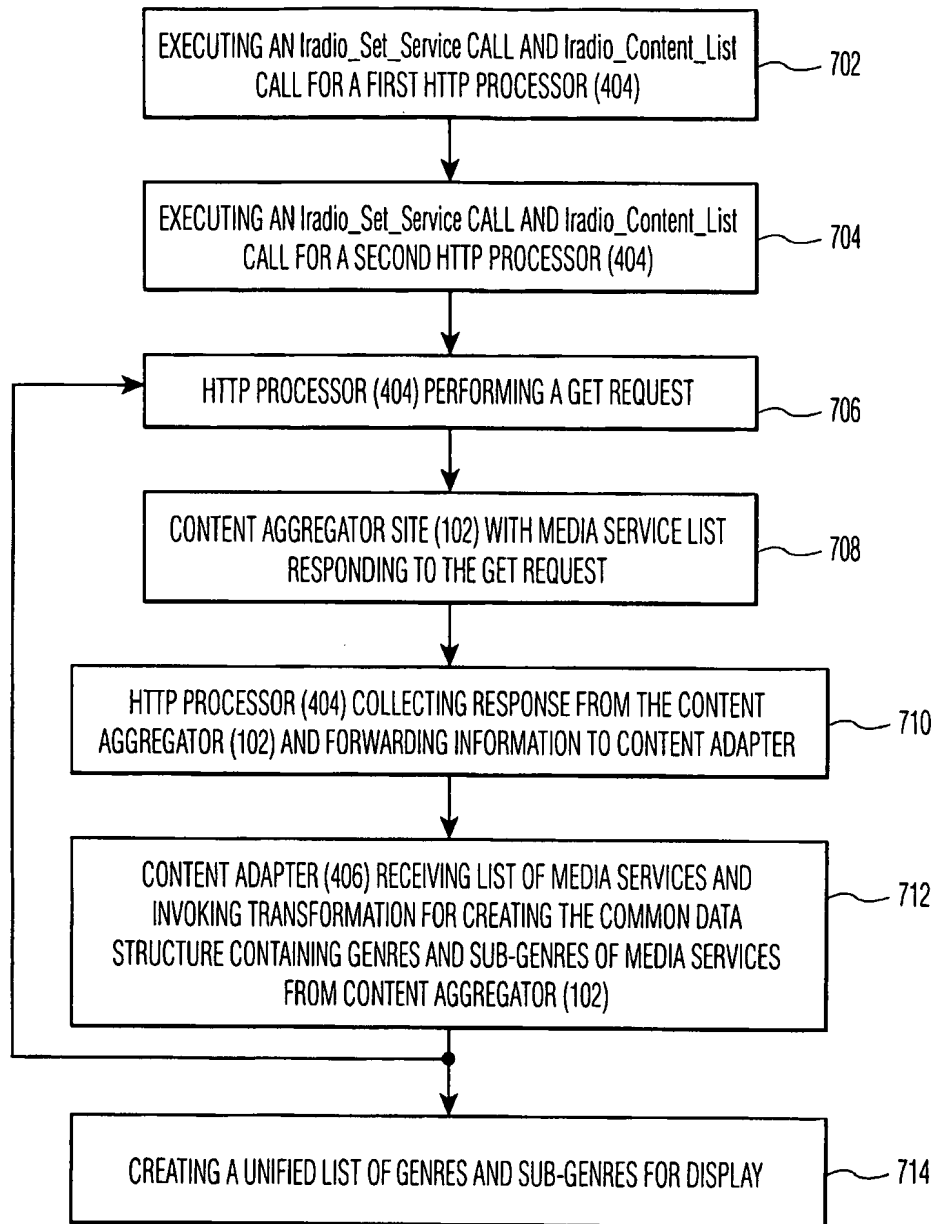 EXECUTING AN Iradio_Set_Service CALL AND Iradio_Content_List
CALL FOR A FIRST HTTP PROCESSOR (404)
702
EXECUTING AN Iradio_Set_Service CALL AND Iradio_Content_List
CALL FOR A SECOND HTTP PROCESSOR (404)
704
HTTP PROCESSOR (404) PERFORMING A GET REQUEST
706
CONTENT AGGREGATOR SITE (102) WITH MEDIA SERVICE LIST
RESPONDING TO THE GET REQUEST
708
HTTP PROCESSOR (404) COLLECTING RESPONSE FROM THE CONTENT
AGGREGATOR (102) AND FORWARDING INFORMATION TO CONTENT ADAPTER
710
CONTENT ADAPTER (406) RECEIVING LIST OF MEDIA SERVICES AND
INVOKING TRANSFORMATION FOR CREATING THE COMMON DATA
STRUCTURE CONTAINING GENRES AND SUB-GENRES OF MEDIA SERVICES
FROM CONTENT AGGREGATOR (102)
712
CREATING A UNIFIED LIST OF GENRES AND SUB-GENRES FOR DISPLAY
714